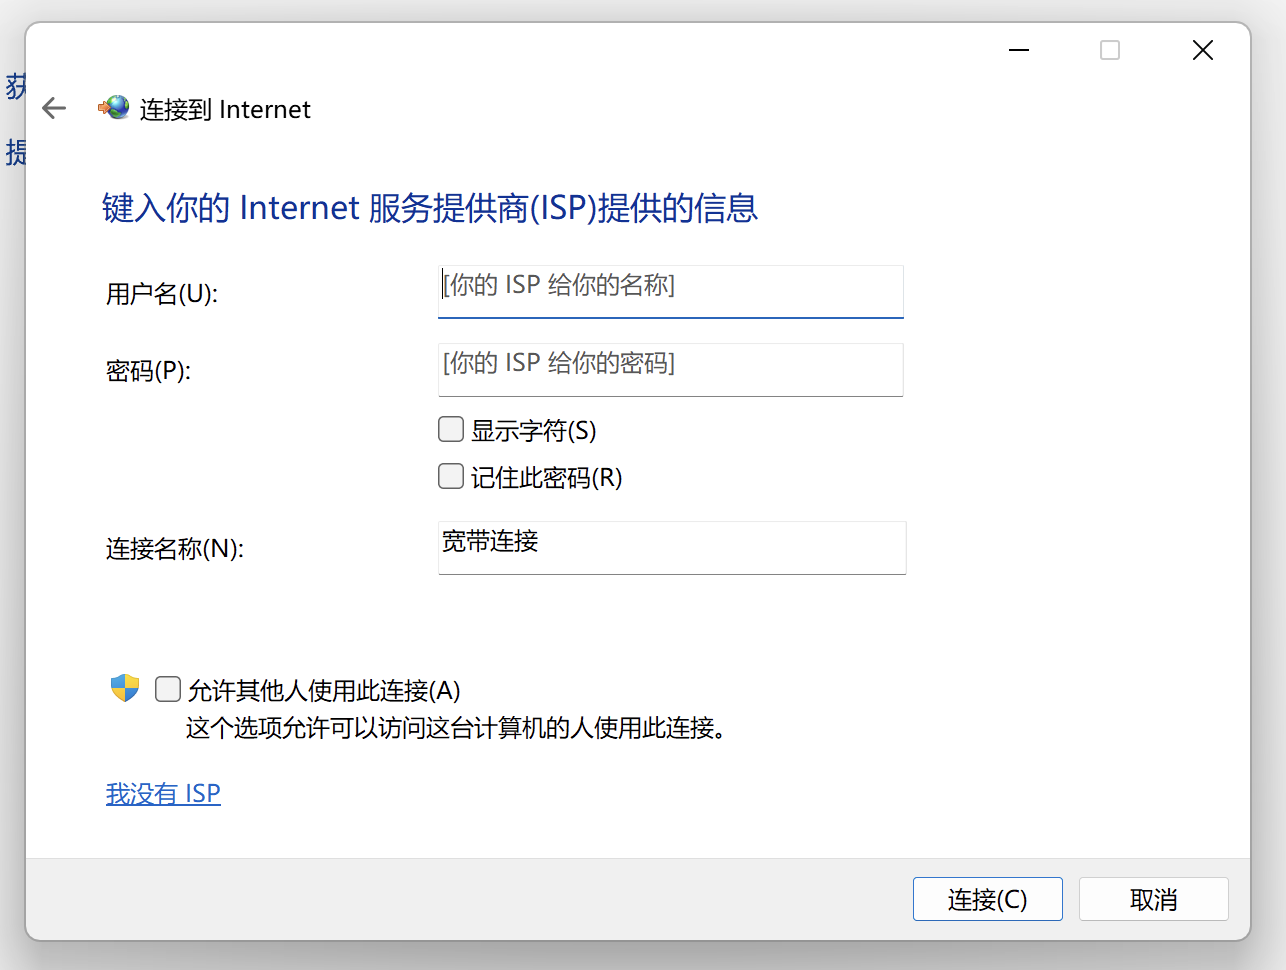 获
提
连接到 Internet
键入你的 Internet 服务提供商(ISP)提供的信息
用户名(U):
[你的 ISP 给你的名称]
密码(P):
[你的 ISP 给你的密码]
显示字符(S)
记住此密码(R)
连接名称(N):
宽带连接
允许其他人使用此连接(A)
这个选项允许可以访问这台计算机的人使用此连接。
我没有 ISP
连接(C)
取消